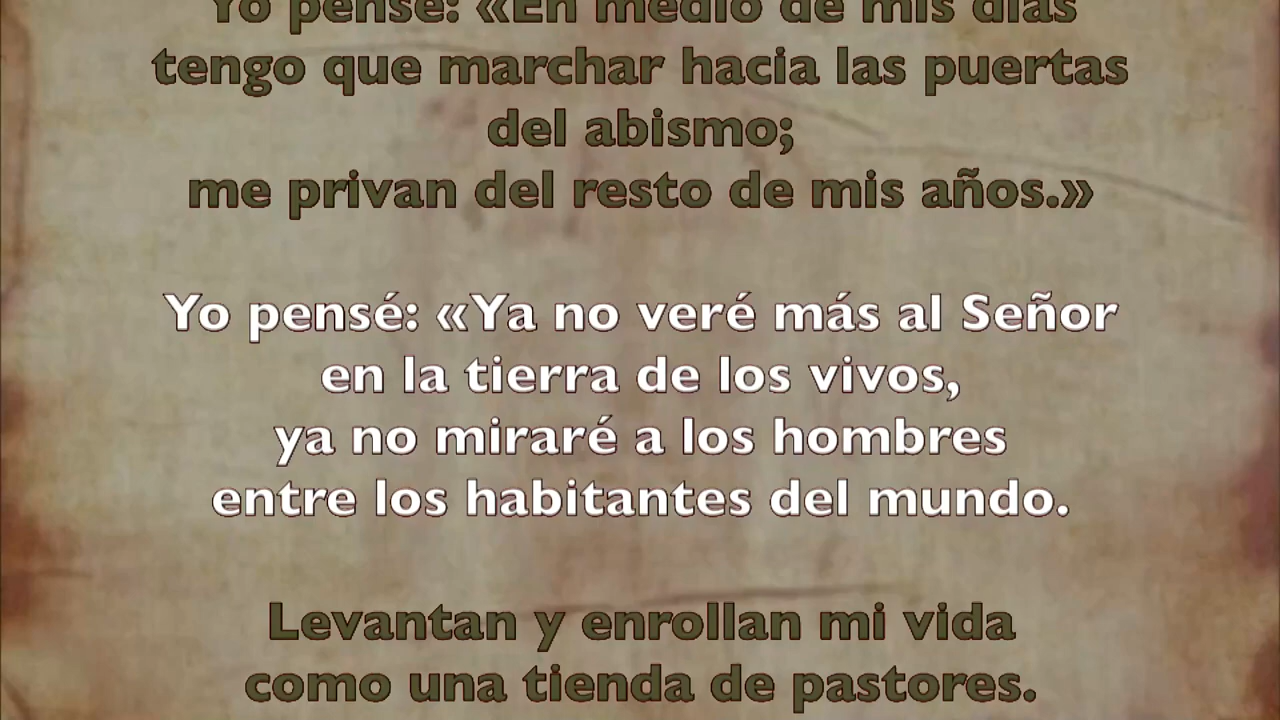 Yo pensé: «En medio de mis días
tengo que marchar hacia las puertas
del abismo;
me privan del resto de mis años.»
Yo pensé: «Ya no veré más al Señor
en la tierra de los vivos,
ya no miraré a los hombres
entre los habitantes del mundo.
Levantan y enrollan mi vida
como una tienda de pastores.